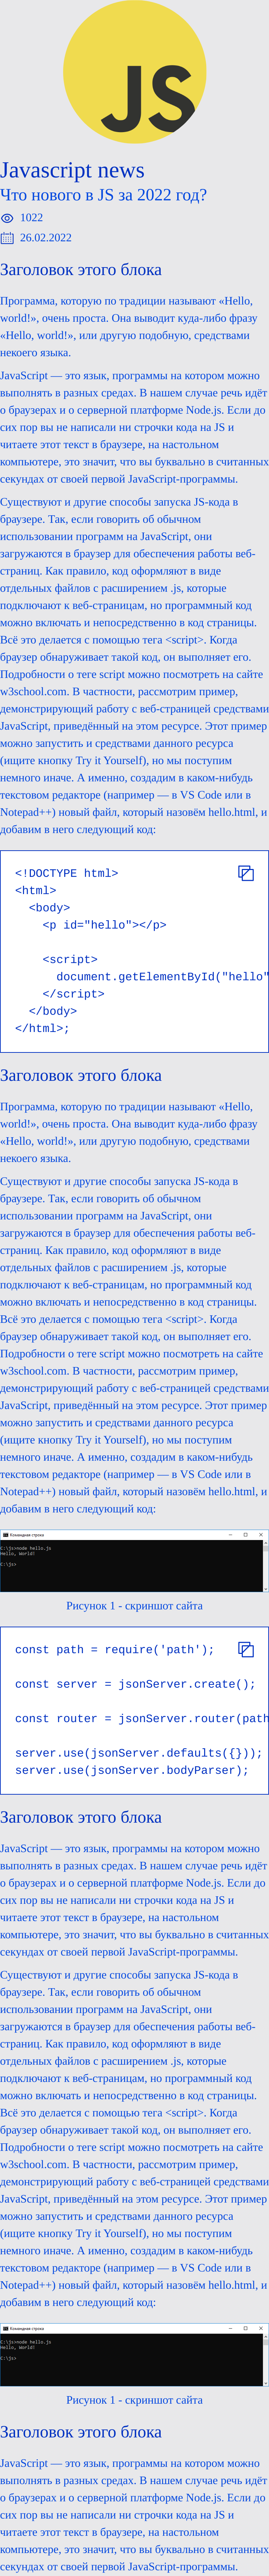 JS
Javascript news
Что нового в JS за 2022 год?
1022
26.02.2022
Заголовок этого блока
Программа, которую по традиции называют «Hello,
world!», очень проста. Она выводит куда-либо фразу
«Hello, world!», или другую подобную, средствами
некоего языка.
JavaScript — это язык, программы на котором можно
выполнять в разных средах. В нашем случае речь идёт
о браузерах и о серверной платформе Node.js. Если до
сих пор вы не написали ни строчки кода на JS и
читаете этот текст в браузере, на настольном
компьютере, это значит, что вы буквально в считанных
секундах от своей первой JavaScript-программы.
Существуют и другие способы запуска JS-кода в
браузере. Так, если говорить об обычном
использовании программ на JavaScript, они
загружаются в браузер для обеспечения работы веб-
страниц. Как правило, код оформляют в виде
отдельных файлов с расширением .js, которые
подключают к веб-страницам, но программный код
можно включать и непосредственно в код страницы.
Всё это делается с помощью тега <script>. Когда
браузер обнаруживает такой код, он выполняет его.
Подробности о теге script можно посмотреть на сайте
w3school.com. В частности, рассмотрим пример,
демонстрирующий работу с веб-страницей средствами
JavaScript, приведённый на этом ресурсе. Этот пример
можно запустить и средствами данного ресурса
(ищите кнопку Try it Yourself), но мы поступим
немного иначе. А именно, создадим в каком-нибудь
текстовом редакторе (например — в VS Code или в
Notepad++) новый файл, который назовём hello.html, и
добавим в него следующий код:
<!DOCTYPE html>
<html>
<body>
<p id="hello"></p>
<script>
document.getElementById("hello"
</script>
</body>
</html>;
Заголовок этого блока
Программа, которую по традиции называют «Hello,
world!», очень проста. Она выводит куда-либо фразу
«Hello, world!», или другую подобную, средствами
некоего языка.
Существуют и другие способы запуска JS-кода в
браузере. Так, если говорить об обычном
использовании программ на JavaScript, они
загружаются в браузер для обеспечения работы веб-
страниц. Как правило, код оформляют в виде
отдельных файлов с расширением .js, которые
подключают к веб-страницам, но программный код
можно включать и непосредственно в код страницы.
Всё это делается с помощью тега <script>. Когда
браузер обнаруживает такой код, он выполняет его.
Подробности о теге script можно посмотреть на сайте
w3school.com. В частности, рассмотрим пример,
демонстрирующий работу с веб-страницей средствами
JavaScript, приведённый на этом ресурсе. Этот пример
можно запустить и средствами данного ресурса
(ищите кнопку Try it Yourself), но мы поступим
немного иначе. А именно, создадим в каком-нибудь
текстовом редакторе (например — в VS Code или в
Notepad++) новый файл, который назовём hello.html, и
добавим в него следующий код:
Командная строка
C:\js>node hello.js
Hello, World!
C:\js>
Рисунок 1 - скриншот сайта
const path = require('path');
const server = jsonServer.create();
const router = jsonServer.router(path
server.use(jsonServer.defaults({}));
server.use(jsonServer.bodyParser);
Заголовок этого блока
JavaScript — это язык, программы на котором можно
выполнять в разных средах. В нашем случае речь идёт
о браузерах и о серверной платформе Node.js. Если до
сих пор вы не написали ни строчки кода на JS и
читаете этот текст в браузере, на настольном
компьютере, это значит, что вы буквально в считанных
секундах от своей первой JavaScript-программы.
Существуют и другие способы запуска JS-кода в
браузере. Так, если говорить об обычном
использовании программ на JavaScript, они
загружаются в браузер для обеспечения работы веб-
страниц. Как правило, код оформляют в виде
отдельных файлов с расширением .js, которые
подключают к веб-страницам, но программный код
можно включать и непосредственно в код страницы.
Всё это делается с помощью тега <script>. Когда
браузер обнаруживает такой код, он выполняет его.
Подробности о теге script можно посмотреть на сайте
w3school.com. В частности, рассмотрим пример,
демонстрирующий работу с веб-страницей средствами
JavaScript, приведённый на этом ресурсе. Этот пример
можно запустить и средствами данного ресурса
(ищите кнопку Try it Yourself), но мы поступим
немного иначе. А именно, создадим в каком-нибудь
текстовом редакторе (например — в VS Code или в
Notepad++) новый файл, который назовём hello.html, и
добавим в него следующий код:
Командная строка
C:\js>node hello.js
Hello, World!
C:\js>
Рисунок 1 - скриншот сайта
Заголовок этого блока
JavaScript — это язык, программы на котором можно
выполнять в разных средах. В нашем случае речь идёт
о браузерах и о серверной платформе Node.js. Если до
сих пор вы не написали ни строчки кода на JS и
читаете этот текст в браузере, на настольном
компьютере, это значит, что вы буквально в считанных
секундах от своей первой JavaScript-программы.